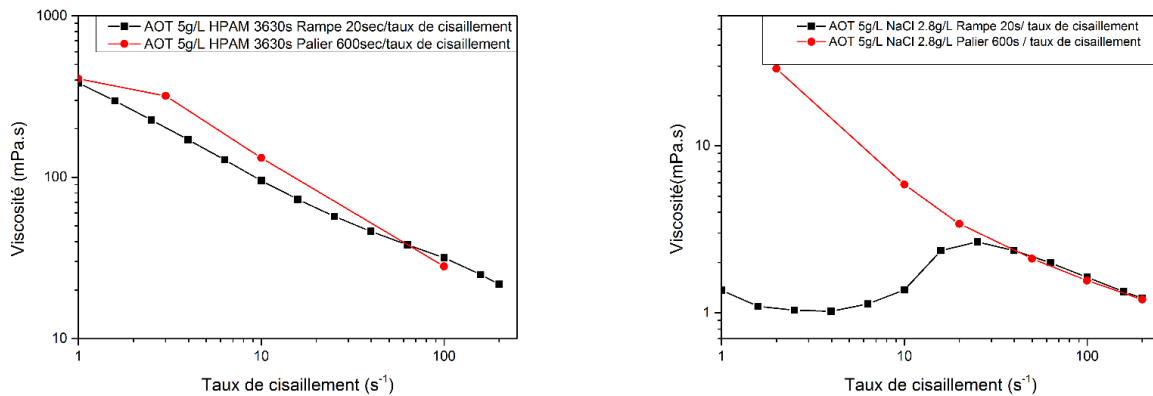 1000
100
10
Viscosité (mPa.s)
AOT 5g/L HPAM 3630s Rampe 20sec/taux de cisaillement
AOT 5g/L HPAM 3630s Palier 600sec/taux de cisaillement
1
10
100
Taux de cisaillement (s⁻¹)
10
1
Viscosité(mPa.s)
AOT 5g/L NaCl 2.8g/L Rampe 20s/ taux de cisaillement
AOT 5g/L NaCl 2.8g/L Palier 600s / taux de cisaillement
1
10
100
Taux de cisaillement (s⁻¹)